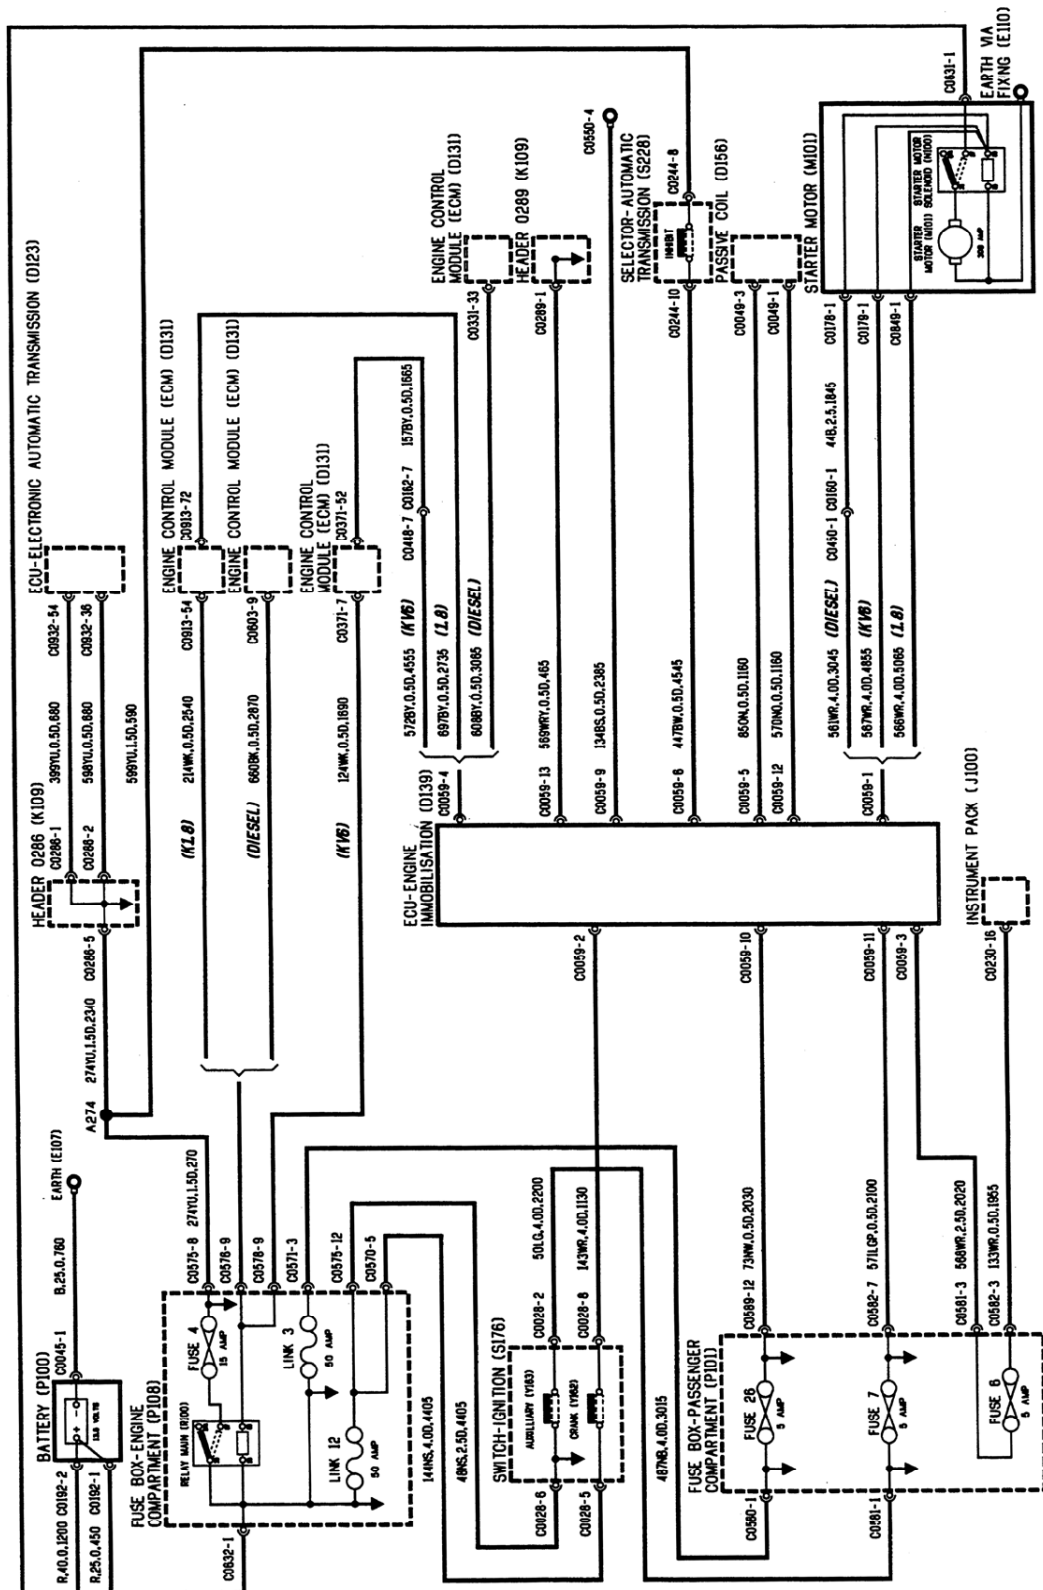 BATTERY (P100)
13.8 VOLTS
R,40.0,1200 C0192-2
R,25.0,450 C0192-1
C0045-1
B,25.0,760
EARTH (E107)
FUSE BOX-ENGINE
COMPARTMENT (P108)
RELAY MAIN (R100)
C0632-1
FUSE 4
15 AMP
LINK 3
50 AMP
LINK 12
50 AMP
C0575-8
C0576-9
C0578-9
C0571-3
C0575-12
C0570-5
274YU,1.5D,270
A274
274YU,1.5D,2340
C0286-5
HEADER 0286 (K109)
C0286-1
C0286-2
399YU,0.5D,680
598YU,0.5D,680
599YU,1.5D,590
C0932-54
C0932-36
ECU-ELECTRONIC AUTOMATIC TRANSMISSION (D123)
(K1.8)
214WK,0.5D,2540
C0913-54
C0913-72
ENGINE CONTROL MODULE (ECM) (D131)
(DIESEL)
660BK,0.5D,2870
C0603-9
ENGINE CONTROL MODULE (ECM) (D131)
(KV6)
124WK,0.5D,1690
C0371-7
C0371-52
ENGINE CONTROL
MODULE (ECM) (D131)
157BY,0.5D,1665
C0418-7 C0162-7
572BY,0.5D,4555 (KV6)
697BY,0.5D,2735 (1.8)
608BY,0.5D,3065 (DIESEL)
C0331-33
ENGINE CONTROL
MODULE (ECM) (D131)
HEADER 0289 (K109)
C0289-1
569WRY,0.5D,465
C0550-4
134BS,0.5D,2385
SELECTOR-AUTOMATIC
TRANSMISSION (S228)
INHIBIT
C0244-8
C0244-10
447BW,0.5D,4545
PASSIVE COIL (D156)
C0049-3
C0049-1
850N,0.5D,1160
570NO,0.5D,1160
STARTER MOTOR (M101)
STARTER
MOTOR (M101)
STARTER MOTOR
SOLENOID (M100)
300 AMP
C0631-1
EARTH VIA
FIXING (E110)
C0178-1
C0179-1
C0849-1
44B,2.5,1845
C0490-1 C0160-1
561WR,4.0D,3045 (DIESEL)
567WR,4.0D,4855 (KV6)
566WR,4.0D,5065 (1.8)
ECU-ENGINE
IMMOBILISATION (D139)
C0059-4
C0059-13
C0059-9
C0059-6
C0059-5
C0059-12
C0059-1
C0059-2
C0059-10
C0059-11
C0059-3
INSTRUMENT PACK (J100)
C0230-16
144NS,4.0D,4405
48NS,2.5D,4405
SWITCH-IGNITION (S176)
AUXILIARY (Y163)
CRANK (Y162)
C0028-6
C0028-5
C0028-2
C0028-8
50LG,4.0D,2200
143WR,4.0D,1130
487NB,4.0D,3015
FUSE BOX-PASSENGER
COMPARTMENT (P101)
C0580-1
C0581-1
FUSE 26
5 AMP
FUSE 7
5 AMP
FUSE 6
5 AMP
C0589-12
C0582-7
C0581-3
C0582-3
73NW,0.5D,2030
571LGP,0.5D,2100
568WR,2.5D,2020
133WR,0.5D,1955